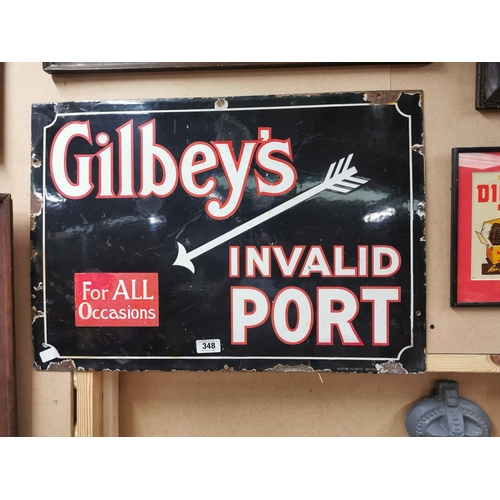 Gilbey's
INVALID
PORT
For ALL
Occasions
348